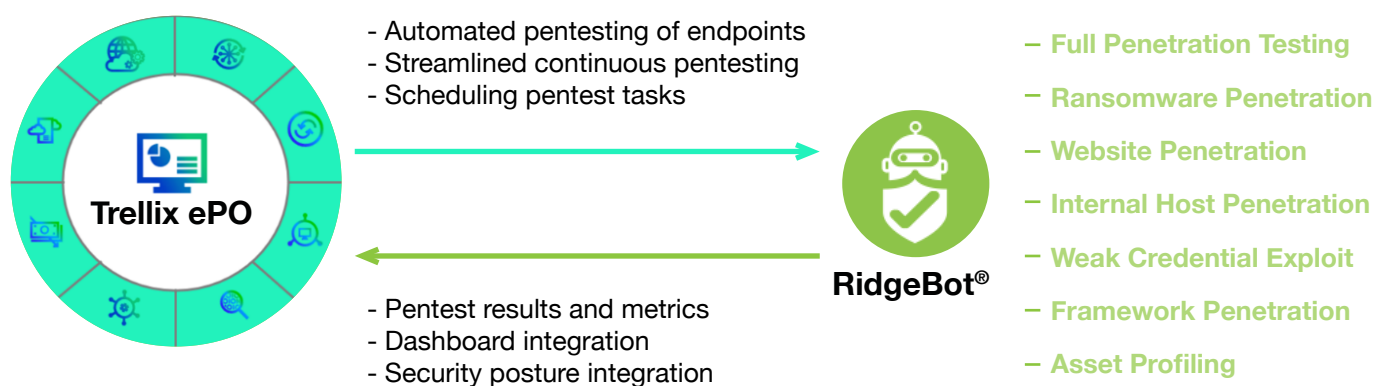 - Automated pentesting of endpoints
- Streamlined continuous pentesting
- Scheduling pentest tasks
Trellix ePO
RidgeBot®
- Pentest results and metrics
- Dashboard integration
- Security posture integration
– Full Penetration Testing
– Ransomware Penetration
– Website Penetration
– Internal Host Penetration
– Weak Credential Exploit
– Framework Penetration
– Asset Profiling